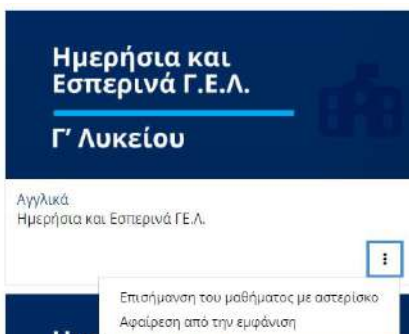 Ημερήσια και
Εσπερινά Γ.Ε.Λ.
Γ’ Λυκείου
Αγγλικά
Ημερήσια και Εσπερινά ΓΕ.Λ.
Επισήμανση του μαθήματος με αστερίσκο
Αφαίρεση από την εμφάνιση